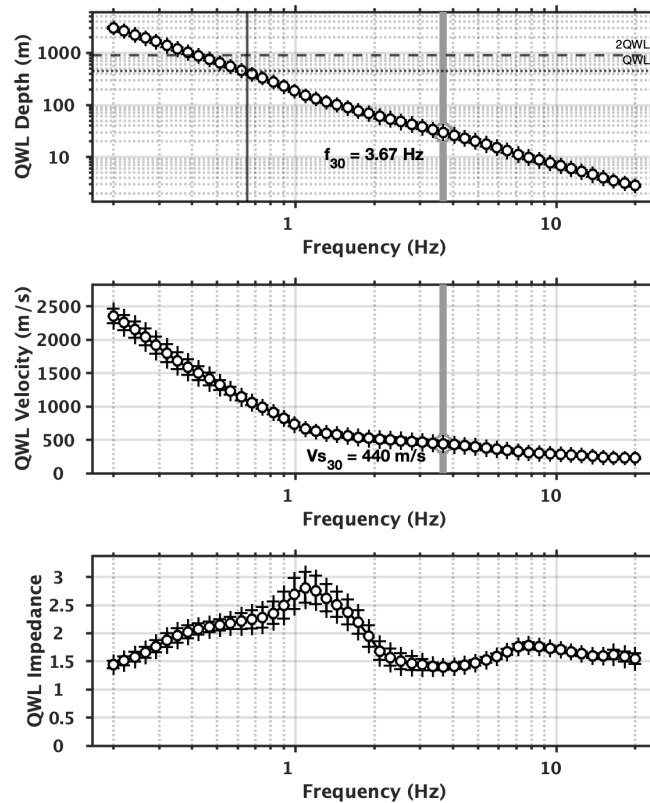 QWL Depth (m)
1000
100
10
2QWL
QWL
f_30 = 3.67 Hz
1
10
Frequency (Hz)
QWL Velocity (m/s)
2500
2000
1500
1000
500
0
Vs_30 = 440 m/s
1
10
Frequency (Hz)
QWL Impedance
3
2.5
2
1.5
1
0.5
0
1
10
Frequency (Hz)